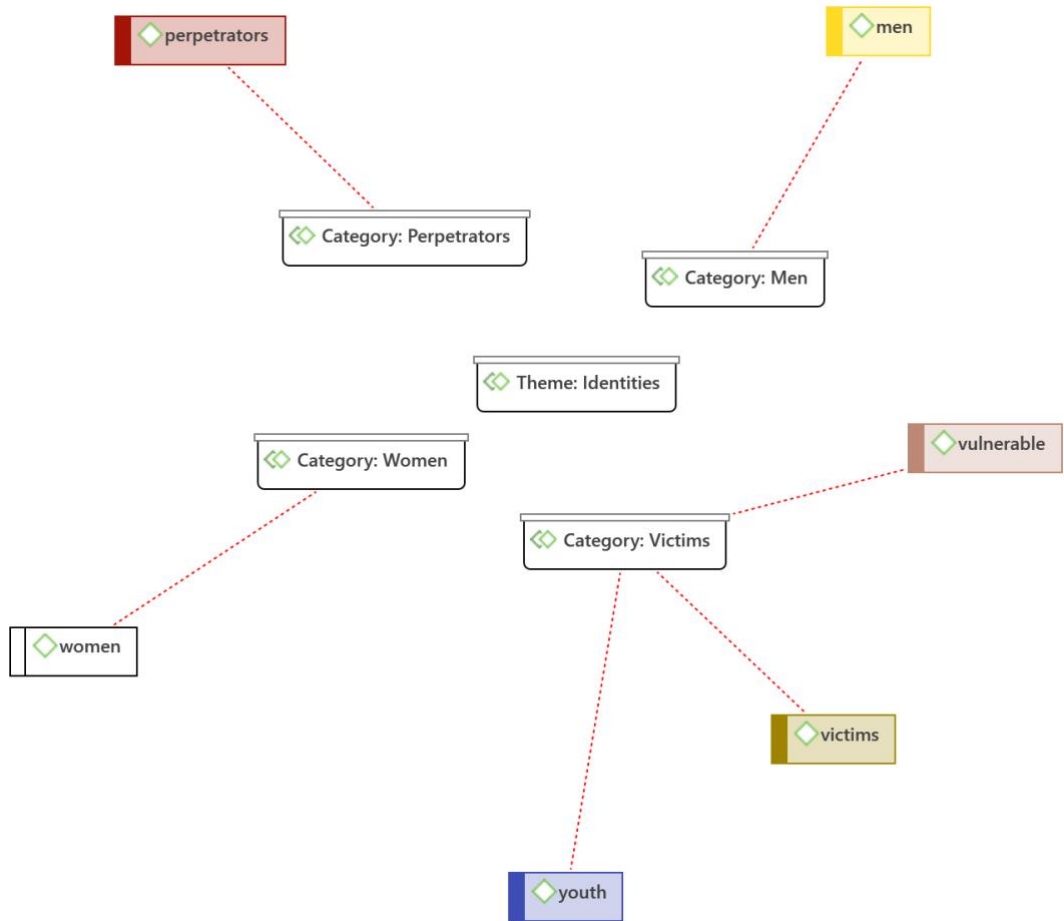 perpetrators
men
Category: Perpetrators
Category: Men
Theme: Identities
Category: Women
vulnerable
Category: Victims
women
victims
youth